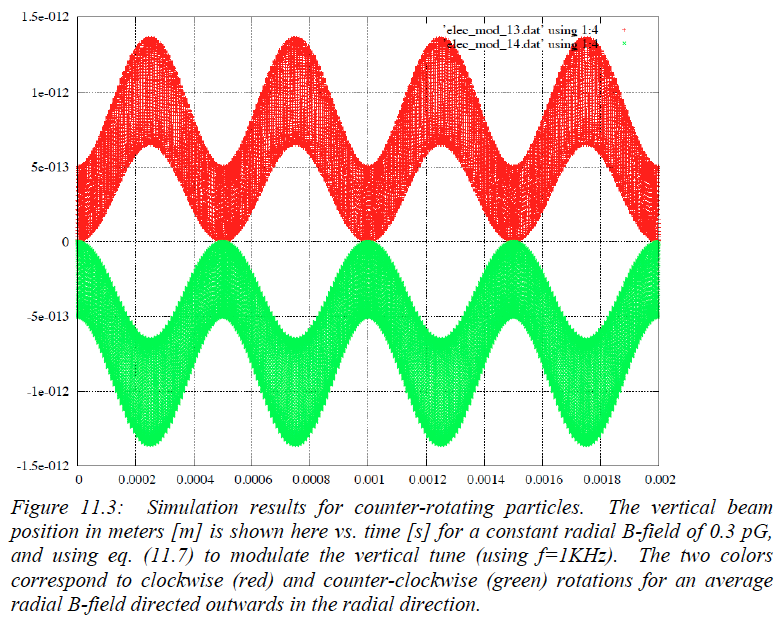 1.5e-012
'elec_mod_13.dat' using 1:4
'elec_mod_14.dat' using 1:4
1e-012
5e-013
0
-5e-013
-1e-012
-1.5e-012
0 0.0002 0.0004 0.0006 0.0008 0.001 0.0012 0.0014 0.0016 0.0018 0.002
Figure 11.3: Simulation results for counter-rotating particles. The vertical beam
position in meters [m] is shown here vs. time [s] for a constant radial B-field of 0.3 pG,
and using eq. (11.7) to modulate the vertical tune (using f=1KHz). The two colors
correspond to clockwise (red) and counter-clockwise (green) rotations for an average
radial B-field directed outwards in the radial direction.